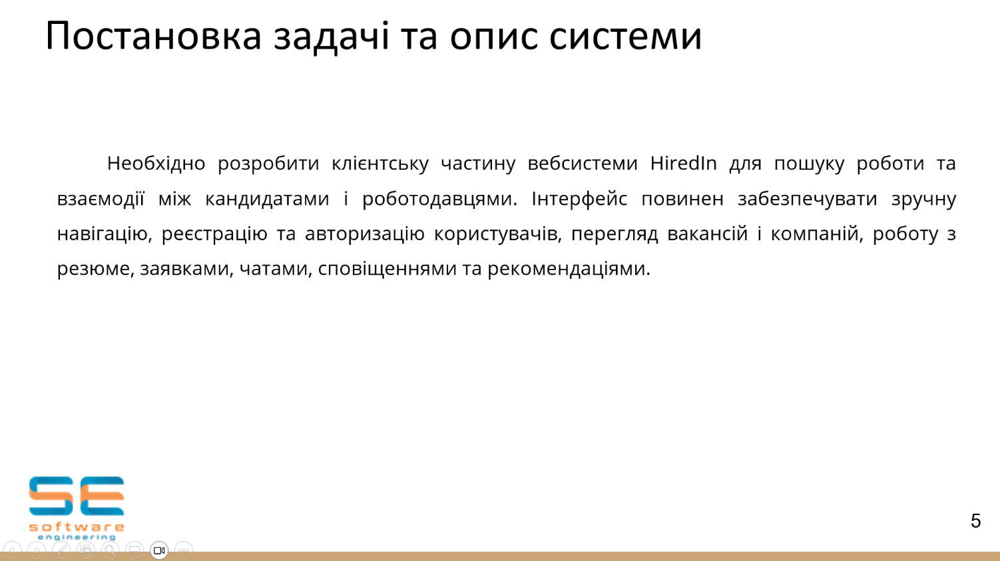 Постановка задачі та опис системи
Необхідно розробити клієнтську частину вебсистеми HiredIn для пошуку роботи та
взаємодії між кандидатами і роботодавцями. Інтерфейс повинен забезпечувати зручну
навігацію, реєстрацію та авторизацію користувачів, перегляд вакансій і компаній, роботу з
резюме, заявками, чатами, сповіщеннями та рекомендаціями.
SE
software
engineering
5